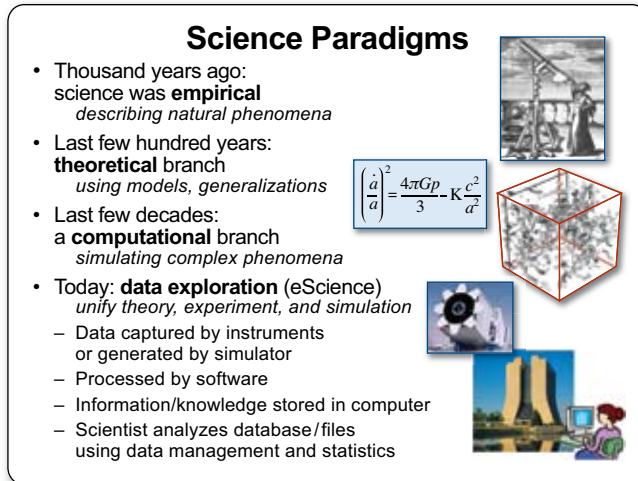 Science Paradigms
• Thousand years ago:
science was empirical
describing natural phenomena
• Last few hundred years:
theoretical branch
using models, generalizations
(ȧ/a)² = 4πGp/3 − K c²/a²
• Last few decades:
a computational branch
simulating complex phenomena
• Today: data exploration (eScience)
unify theory, experiment, and simulation
– Data captured by instruments
or generated by simulator
– Processed by software
– Information/knowledge stored in computer
– Scientist analyzes database/files
using data management and statistics